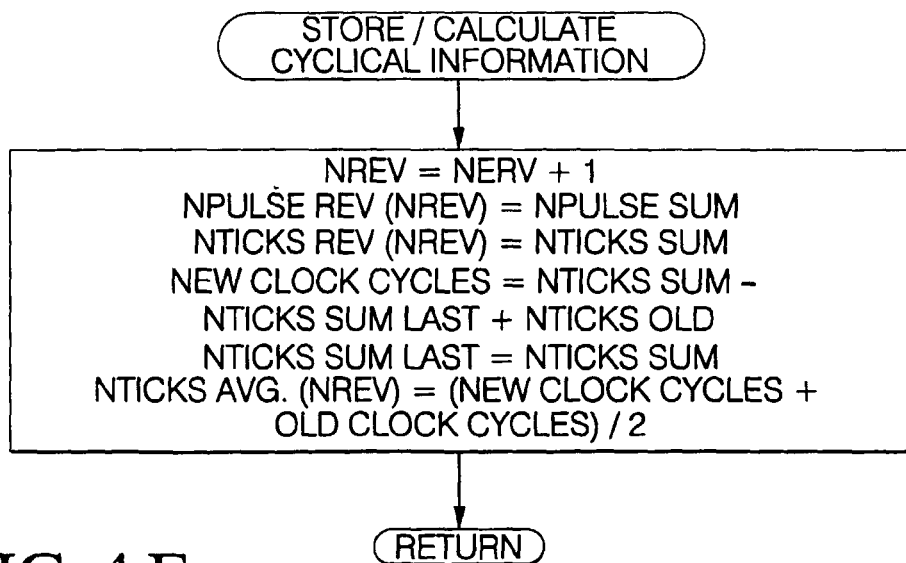 STORE / CALCULATE
CYCLICAL INFORMATION
NREV = NERV + 1
NPULSE REV (NREV) = NPULSE SUM
NTICKS REV (NREV) = NTICKS SUM
NEW CLOCK CYCLES = NTICKS SUM -
NTICKS SUM LAST + NTICKS OLD
NTICKS SUM LAST = NTICKS SUM
NTICKS AVG. (NREV) = (NEW CLOCK CYCLES +
OLD CLOCK CYCLES) / 2
RETURN